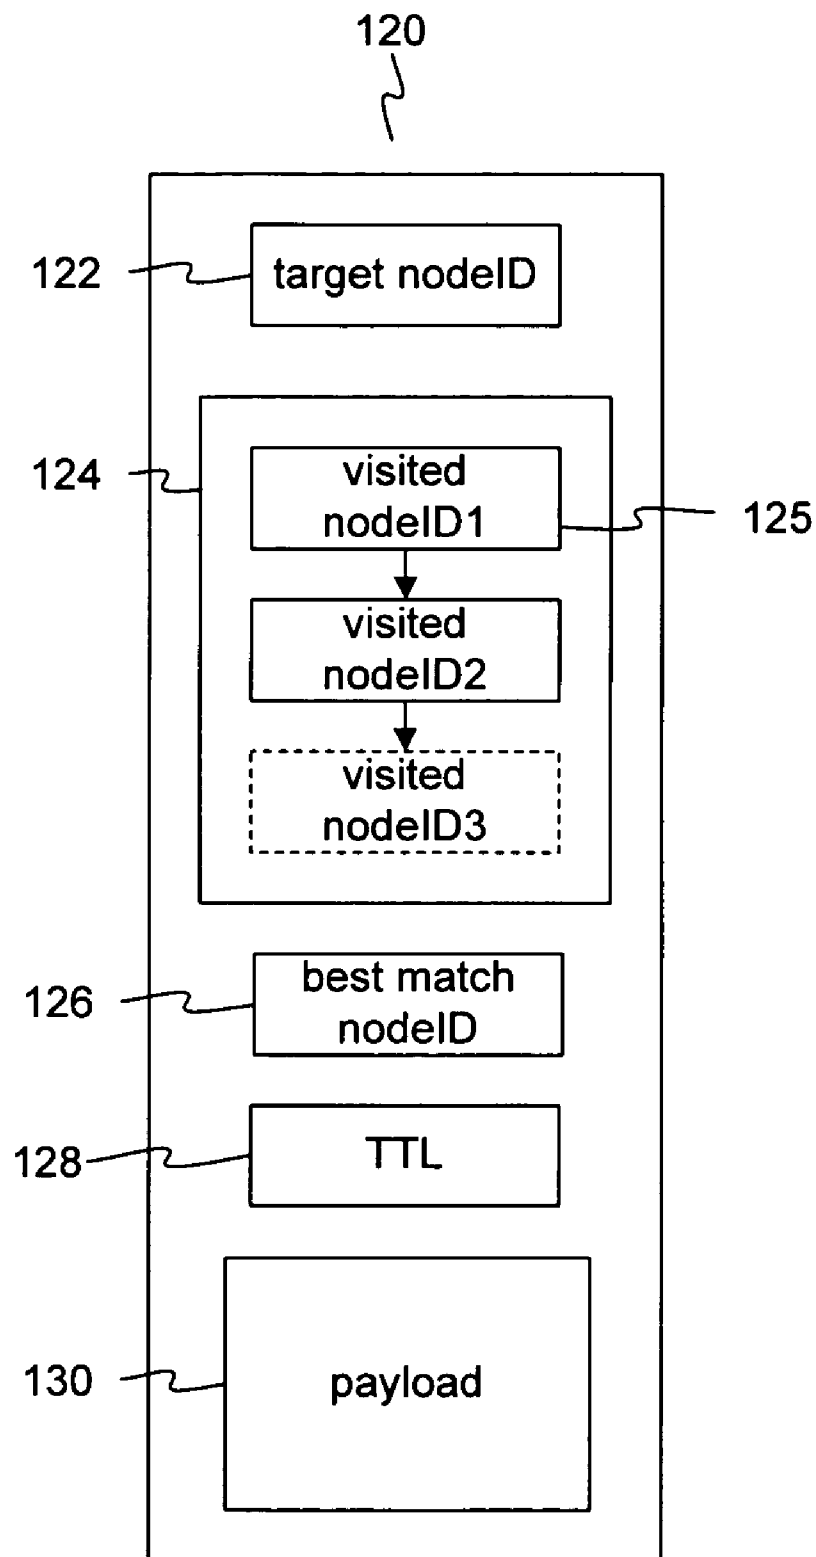 120
122
target nodeID
124
visited
nodeID1
125
visited
nodeID2
visited
nodeID3
126
best match
nodeID
128
TTL
130
payload